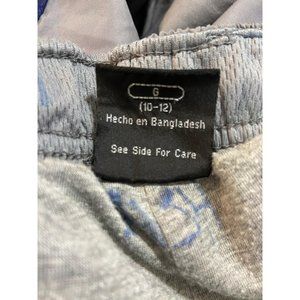 G
(10-12)
Hecho en Bangladesh
See Side For Care